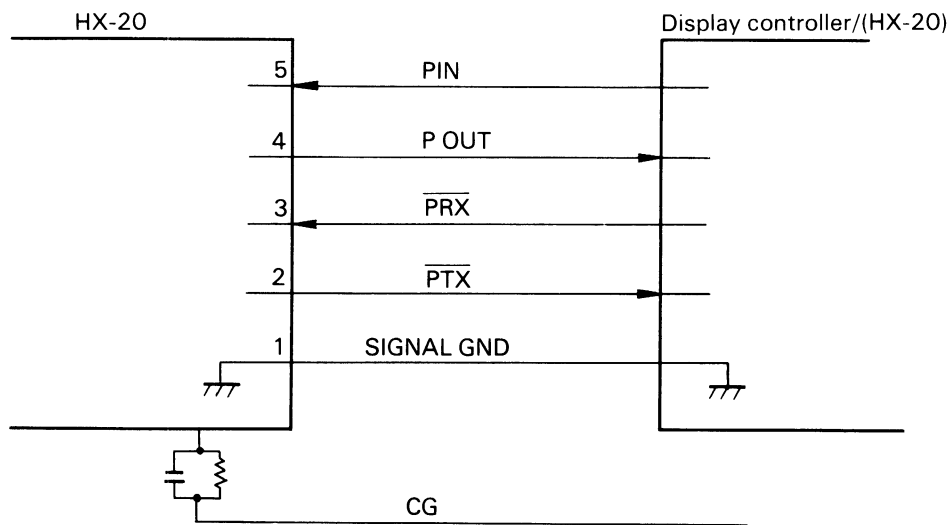 HX-20
Display controller/(HX-20)
5 PIN
4 P OUT
3 PRX
2 PTX
1 SIGNAL GND
CG